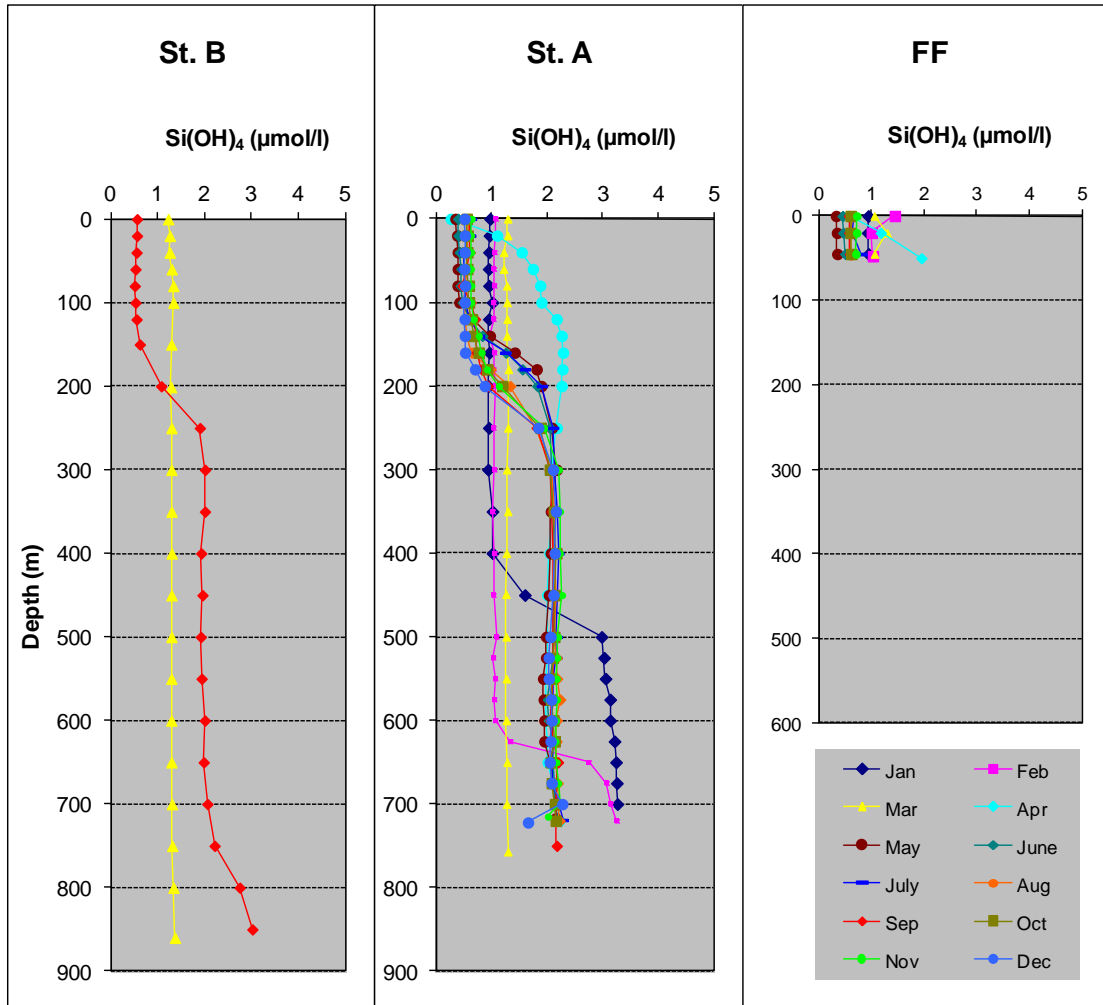 St. B
St. A
FF
Si(OH)4 (µmol/l)
Si(OH)4 (µmol/l)
Si(OH)4 (µmol/l)
0 1 2 3 4 5
0 1 2 3 4 5
0 1 2 3 4 5
0
100
200
300
400
500
600
700
800
900
Depth (m)
0
100
200
300
400
500
600
700
800
900
0
100
200
300
400
500
600
Jan Feb
Mar Apr
May June
July Aug
Sep Oct
Nov Dec